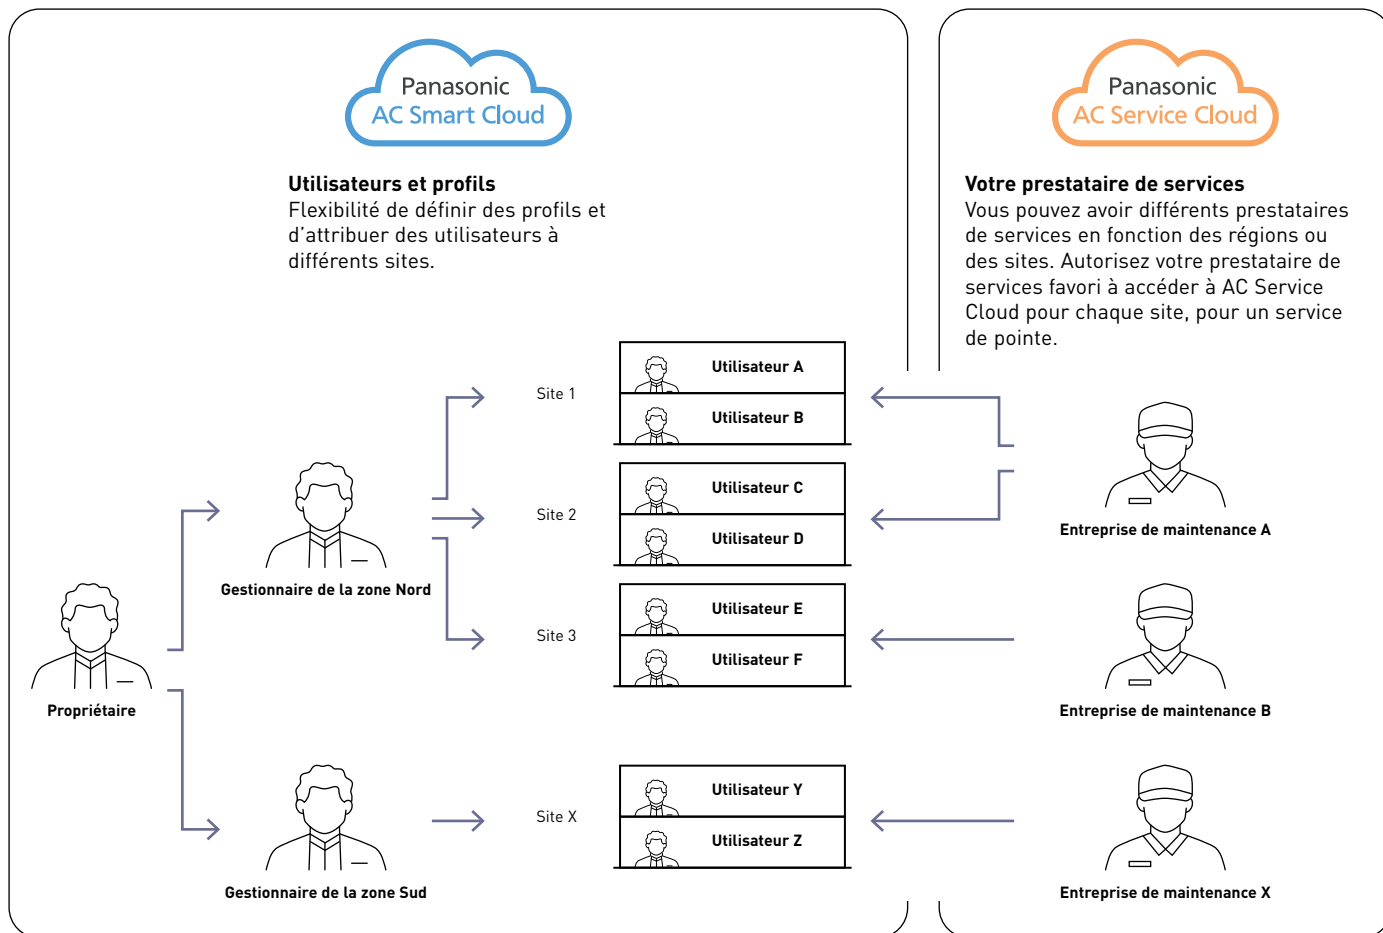 Panasonic
AC Smart Cloud
Utilisateurs et profils
Flexibilité de définir des profils et
d'attribuer des utilisateurs à
différents sites.
Panasonic
AC Service Cloud
Votre prestataire de services
Vous pouvez avoir différents prestataires
de services en fonction des régions ou
des sites. Autorisez votre prestataire de
services favori à accéder à AC Service
Cloud pour chaque site, pour un service
de pointe.
Propriétaire
Gestionnaire de la zone Nord
Gestionnaire de la zone Sud
Site 1
Utilisateur A
Utilisateur B
Site 2
Utilisateur C
Utilisateur D
Site 3
Utilisateur E
Utilisateur F
Site X
Utilisateur Y
Utilisateur Z
Entreprise de maintenance A
Entreprise de maintenance B
Entreprise de maintenance X